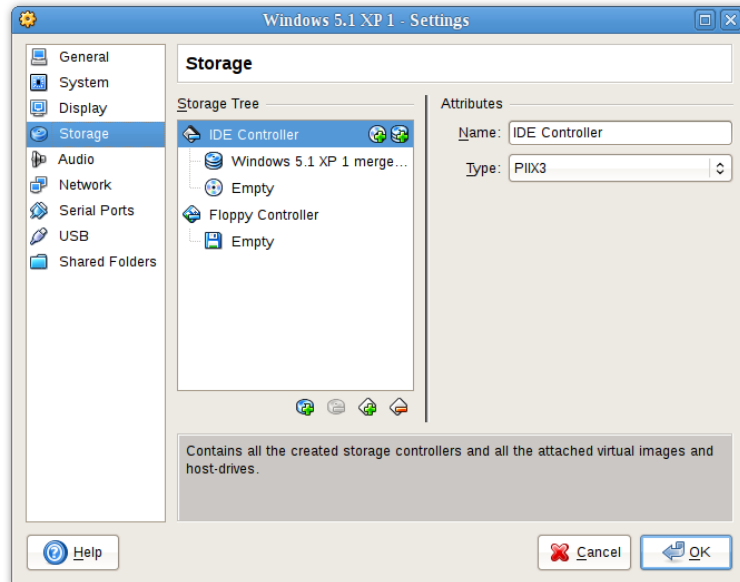 Windows 5.1 XP 1 - Settings
General
System
Display
Storage
Audio
Network
Serial Ports
USB
Shared Folders
Storage
Storage Tree
IDE Controller
Windows 5.1 XP 1 merge...
Empty
Floppy Controller
Empty
Attributes
Name: IDE Controller
Type: PIIX3
Contains all the created storage controllers and all the attached virtual images and
host-drives.
Help
Cancel
OK